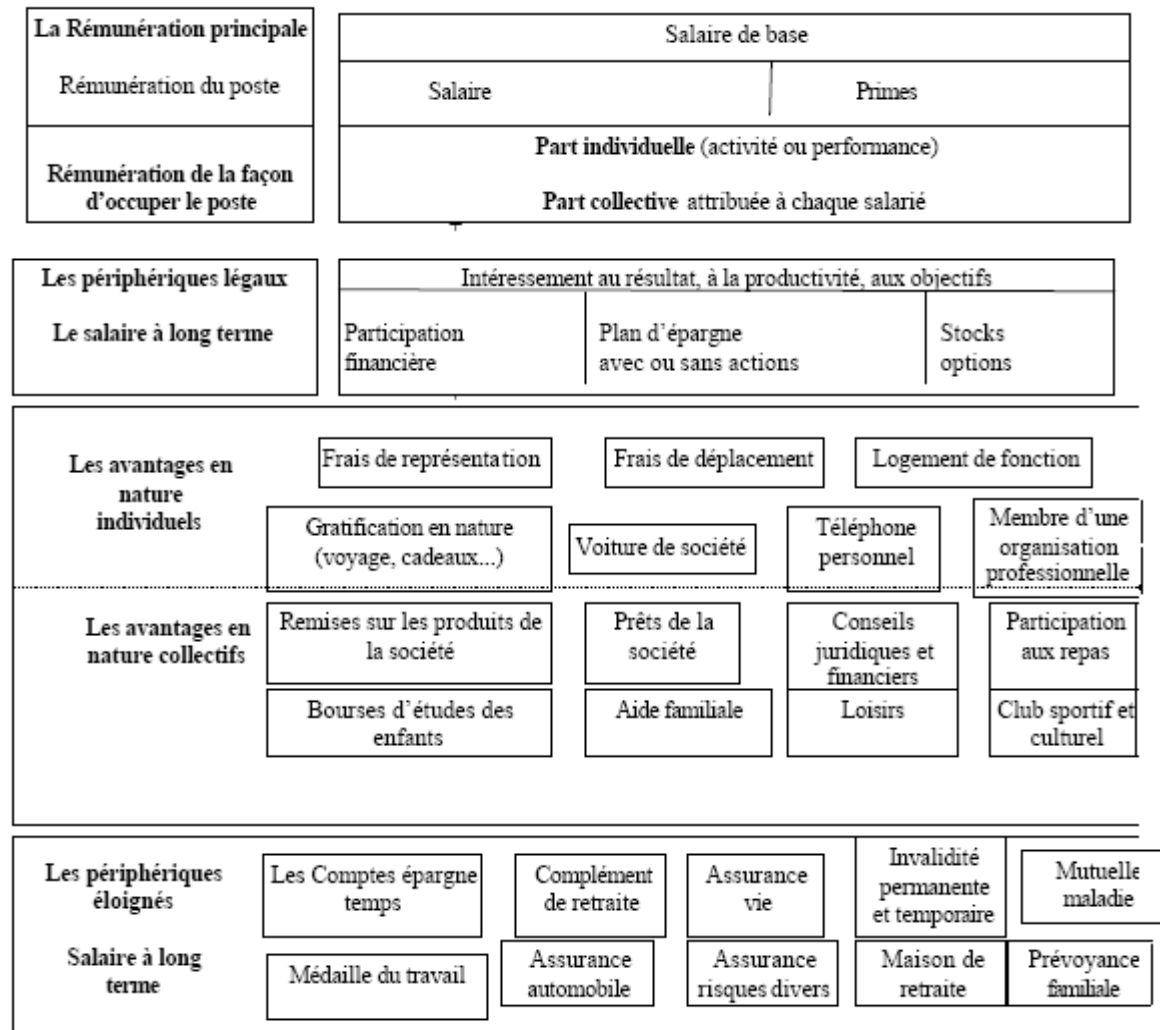 La Rémunération principale
Rémunération du poste
Salaire de base
Salaire
Primes
Rémunération de la façon
d'occuper le poste
Part individuelle (activité ou performance)
Part collective attribuée à chaque salarié
Les périphériques légaux
Le salaire à long terme
Intéressement au résultat, à la productivité, aux objectifs
Participation
financière
Plan d'épargne
avec ou sans actions
Stocks
options
Les avantages en
nature
individuels
Frais de représentation
Frais de déplacement
Logement de fonction
Gratification en nature
(voyage, cadeaux...)
Voiture de société
Téléphone
personnel
Membre d'une
organisation
professionnelle
Les avantages en
nature collectifs
Remises sur les produits de
la société
Prêts de la
société
Conseils
juridiques et
financiers
Participation
aux repas
Bourses d'études des
enfants
Aide familiale
Loisirs
Club sportif et
culturel
Les périphériques
éloignés
Les Comptes épargne
temps
Complément
de retraite
Assurance
vie
Invalidité
permanente
et temporaire
Mutuelle
maladie
Salaire à long
terme
Médaille du travail
Assurance
automobile
Assurance
risques divers
Maison de
retraite
Prévoyance
familiale